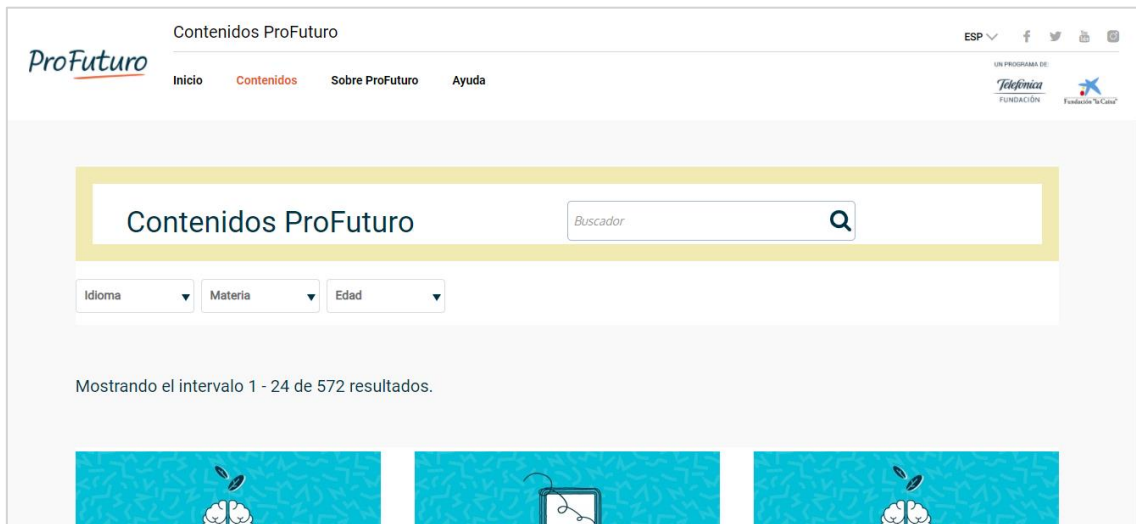 Contenidos ProFuturo
ESP
ProFuturo
Inicio Contenidos Sobre ProFuturo Ayuda
UN PROGRAMA DE:
Telefónica
FUNDACIÓN
Fundación "la Caixa"
Contenidos ProFuturo
Buscador
Idioma Materia Edad
Mostrando el intervalo 1 - 24 de 572 resultados.